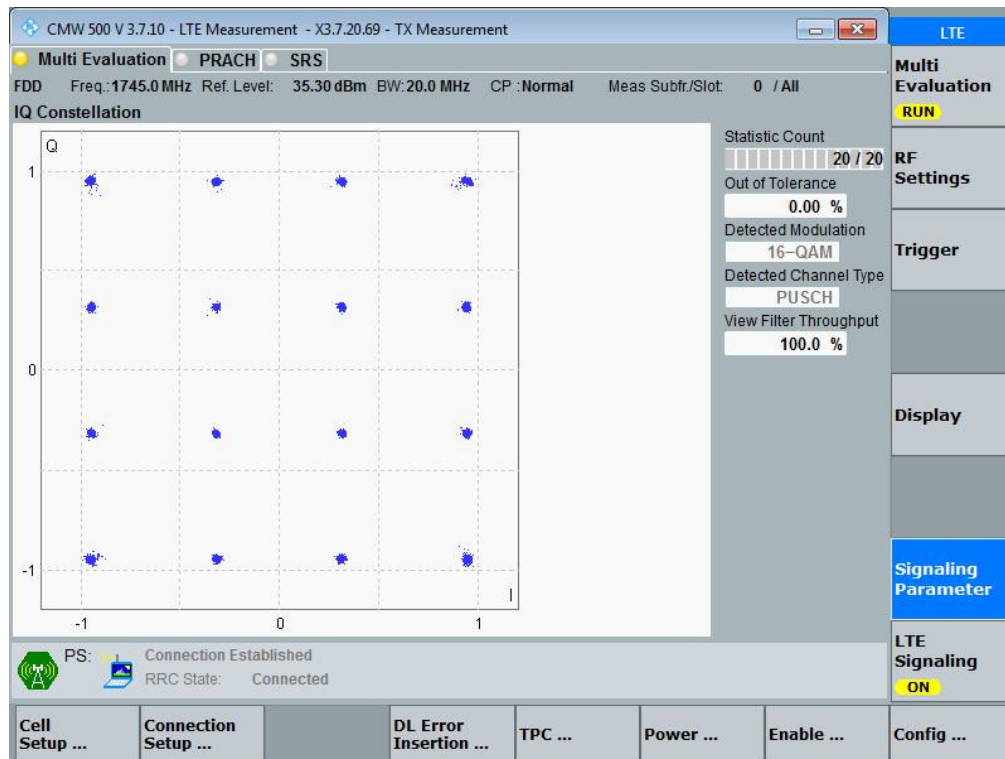 CMW 500 V 3.7.10 - LTE Measurement - X3.7.20.69 - TX Measurement
LTE
Multi Evaluation PRACH SRS
FDD Freq.:1745.0 MHz Ref. Level: 35.30 dBm BW:20.0 MHz CP :Normal Meas Subfr./Slot: 0 / All
IQ Constellation
Q
1
0
-1
-1 0 1
I
Statistic Count
20 / 20
Out of Tolerance
0.00 %
Detected Modulation
16-QAM
Detected Channel Type
PUSCH
View Filter Throughput
100.0 %
Multi
Evaluation
RUN
RF
Settings
Trigger
Display
Signaling
Parameter
LTE
Signaling
ON
PS: Connection Established
RRC State: Connected
Cell
Setup ...
Connection
Setup ...
DL Error
Insertion ...
TPC ...
Power ...
Enable ...
Config ...